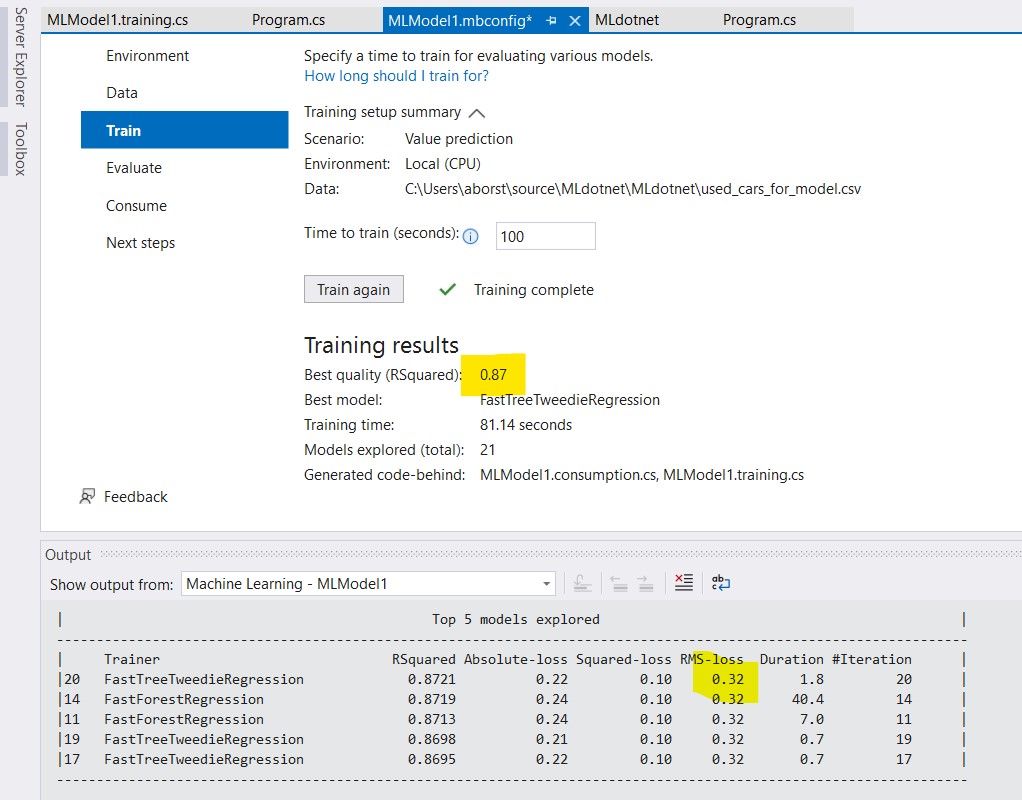 MLModel1.training.cs Program.cs MLModel1.mbconfig* MLdotnet Program.cs
Server Explorer
Toolbox
Environment
Data
Train
Evaluate
Consume
Next steps
Feedback
Specify a time to train for evaluating various models.
How long should I train for?
Training setup summary
Scenario: Value prediction
Environment: Local (CPU)
Data: C:\Users\aborst\source\MLdotnet\MLdotnet\used_cars_for_model.csv
Time to train (seconds): 100
Train again Training complete
Training results
Best quality (RSquared): 0.87
Best model: FastTreeTweedieRegression
Training time: 81.14 seconds
Models explored (total): 21
Generated code-behind: MLModel1.consumption.cs, MLModel1.training.cs
Output
Show output from: Machine Learning - MLModel1
| Top 5 models explored |
--------------------------------------------------------------------------------
| Trainer RSquared Absolute-loss Squared-loss RMS-loss Duration #Iteration |
|20 FastTreeTweedieRegression 0.8721 0.22 0.10 0.32 1.8 20 |
|14 FastForestRegression 0.8719 0.24 0.10 0.32 40.4 14 |
|11 FastForestRegression 0.8713 0.24 0.10 0.32 7.0 11 |
|19 FastTreeTweedieRegression 0.8698 0.21 0.10 0.32 0.7 19 |
|17 FastTreeTweedieRegression 0.8695 0.22 0.10 0.32 0.7 17 |
--------------------------------------------------------------------------------